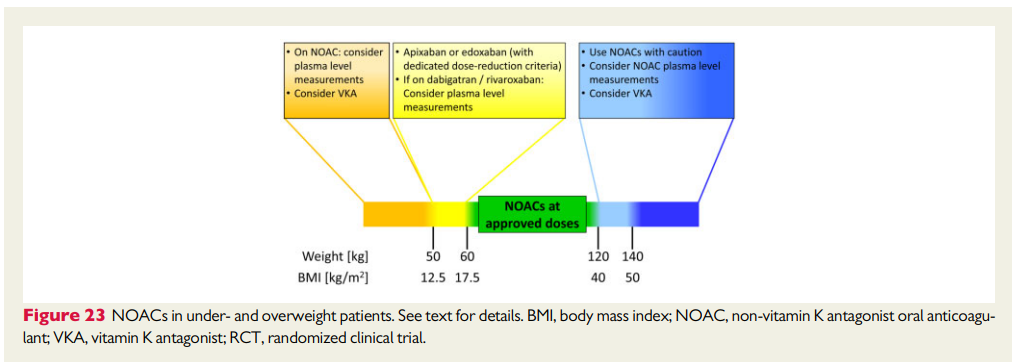 • On NOAC: consider
plasma level
measurements
• Consider VKA
• Apixaban or edoxaban (with
dedicated dose-reduction criteria)
• If on dabigatran / rivaroxaban:
Consider plasma level
measurements
• Use NOACs with caution
• Consider NOAC plasma level
measurements
• Consider VKA
NOACs at
approved doses
Weight [kg] 50 60 120 140
BMI [kg/m²] 12.5 17.5 40 50
Figure 23 NOACs in under- and overweight patients. See text for details. BMI, body mass index; NOAC, non-vitamin K antagonist oral anticoagu-
lant; VKA, vitamin K antagonist; RCT, randomized clinical trial.